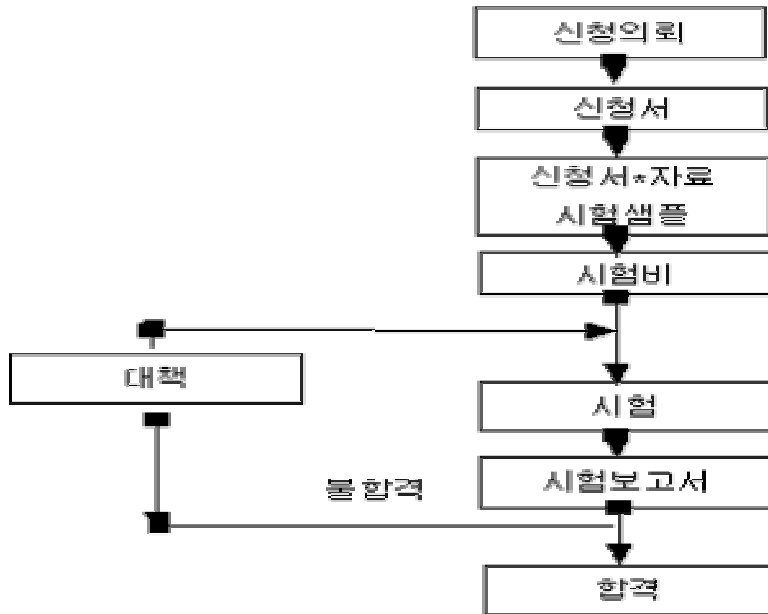 신청의뢰
신청서
신청서*자료
시험샘플
시험비
대책
시험
불합격
시험보고서
합격